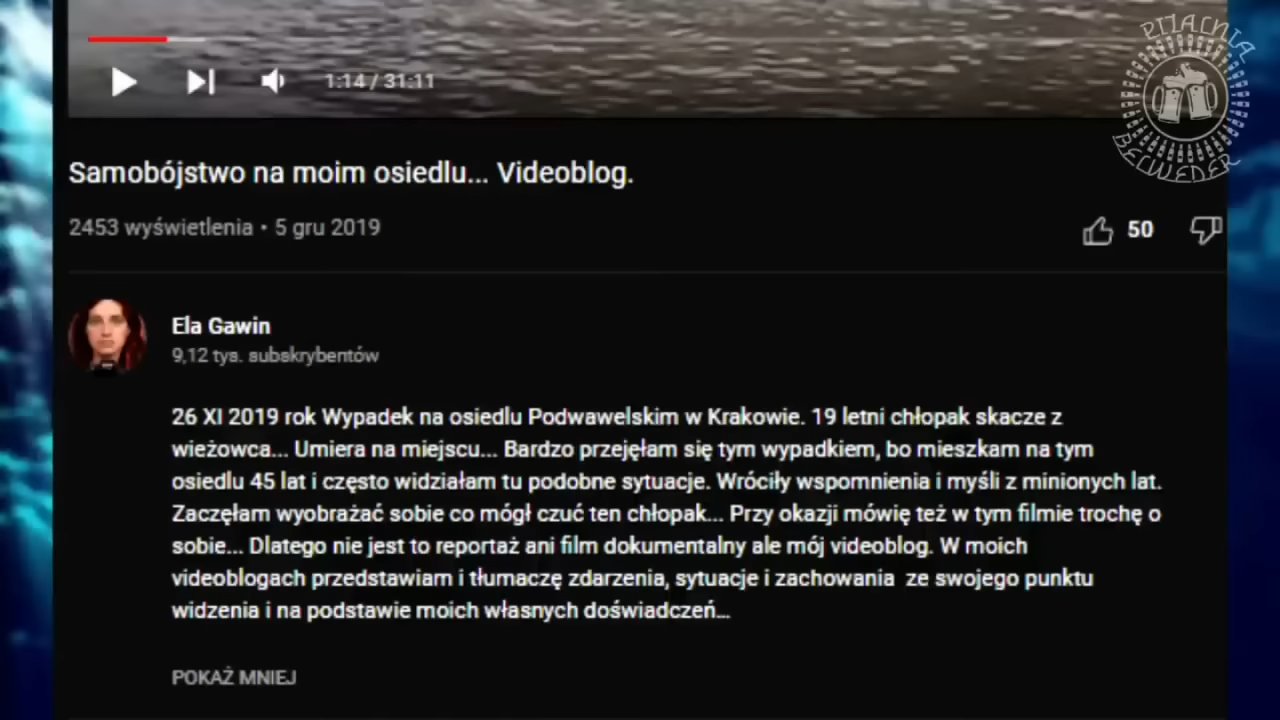 PIJALNIA
BELWEDER
1:14 / 31:11
Samobójstwo na moim osiedlu... Videoblog.
2453 wyświetlenia • 5 gru 2019
50
Ela Gawin
9,12 tys. subskrybentów
26 XI 2019 rok Wypadek na osiedlu Podwawelskim w Krakowie. 19 letni chłopak skacze z
wieżowca... Umiera na miejscu... Bardzo przejęłam się tym wypadkiem, bo mieszkam na tym
osiedlu 45 lat i często widziałam tu podobne sytuacje. Wróciły wspomnienia i myśli z minionych lat.
Zaczęłam wyobrażać sobie co mógł czuć ten chłopak... Przy okazji mówię też w tym filmie trochę o
sobie... Dlatego nie jest to reportaż ani film dokumentalny ale mój videoblog. W moich
videoblogach przedstawiam i tłumaczę zdarzenia, sytuacje i zachowania  ze swojego punktu
widzenia i na podstawie moich własnych doświadczeń...
POKAŻ MNIEJ